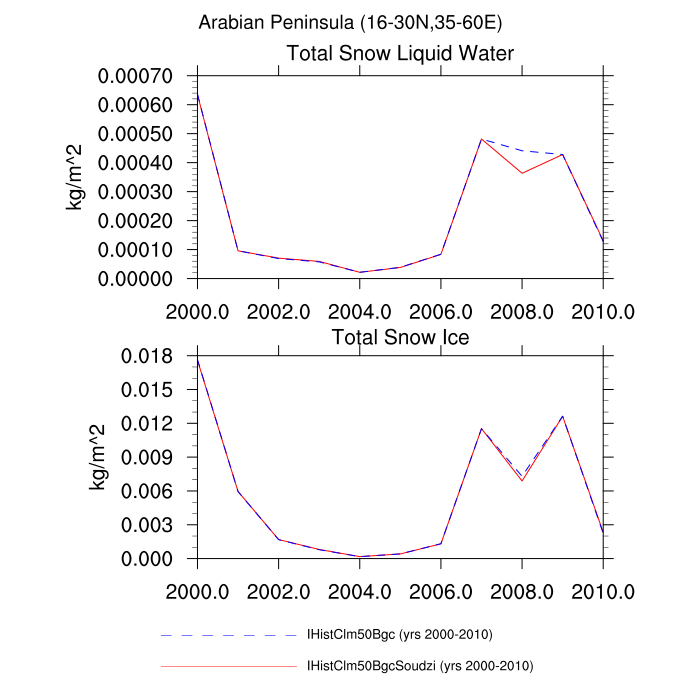 Arabian Peninsula (16-30N,35-60E)
Total Snow Liquid Water
0.00070
0.00060
0.00050
0.00040
0.00030
0.00020
0.00010
0.00000
kg/m^2
2000.0 2002.0 2004.0 2006.0 2008.0 2010.0
Total Snow Ice
0.018
0.015
0.012
0.009
0.006
0.003
0.000
kg/m^2
2000.0 2002.0 2004.0 2006.0 2008.0 2010.0
IHistClm50Bgc (yrs 2000-2010)
IHistClm50BgcSoudzi (yrs 2000-2010)